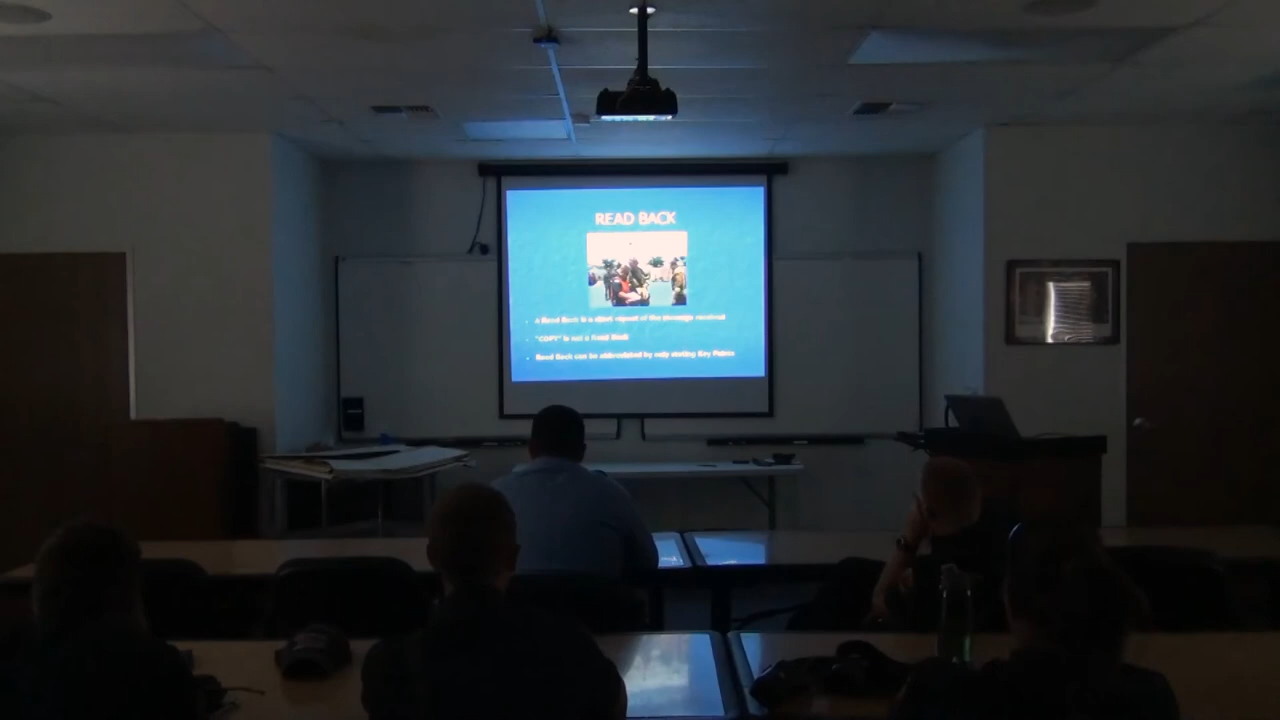 READ BACK
A Read Back is a short repeat of the message received
"COPY" is not a Read Back
Read Back can be abbreviated by only stating Key Points